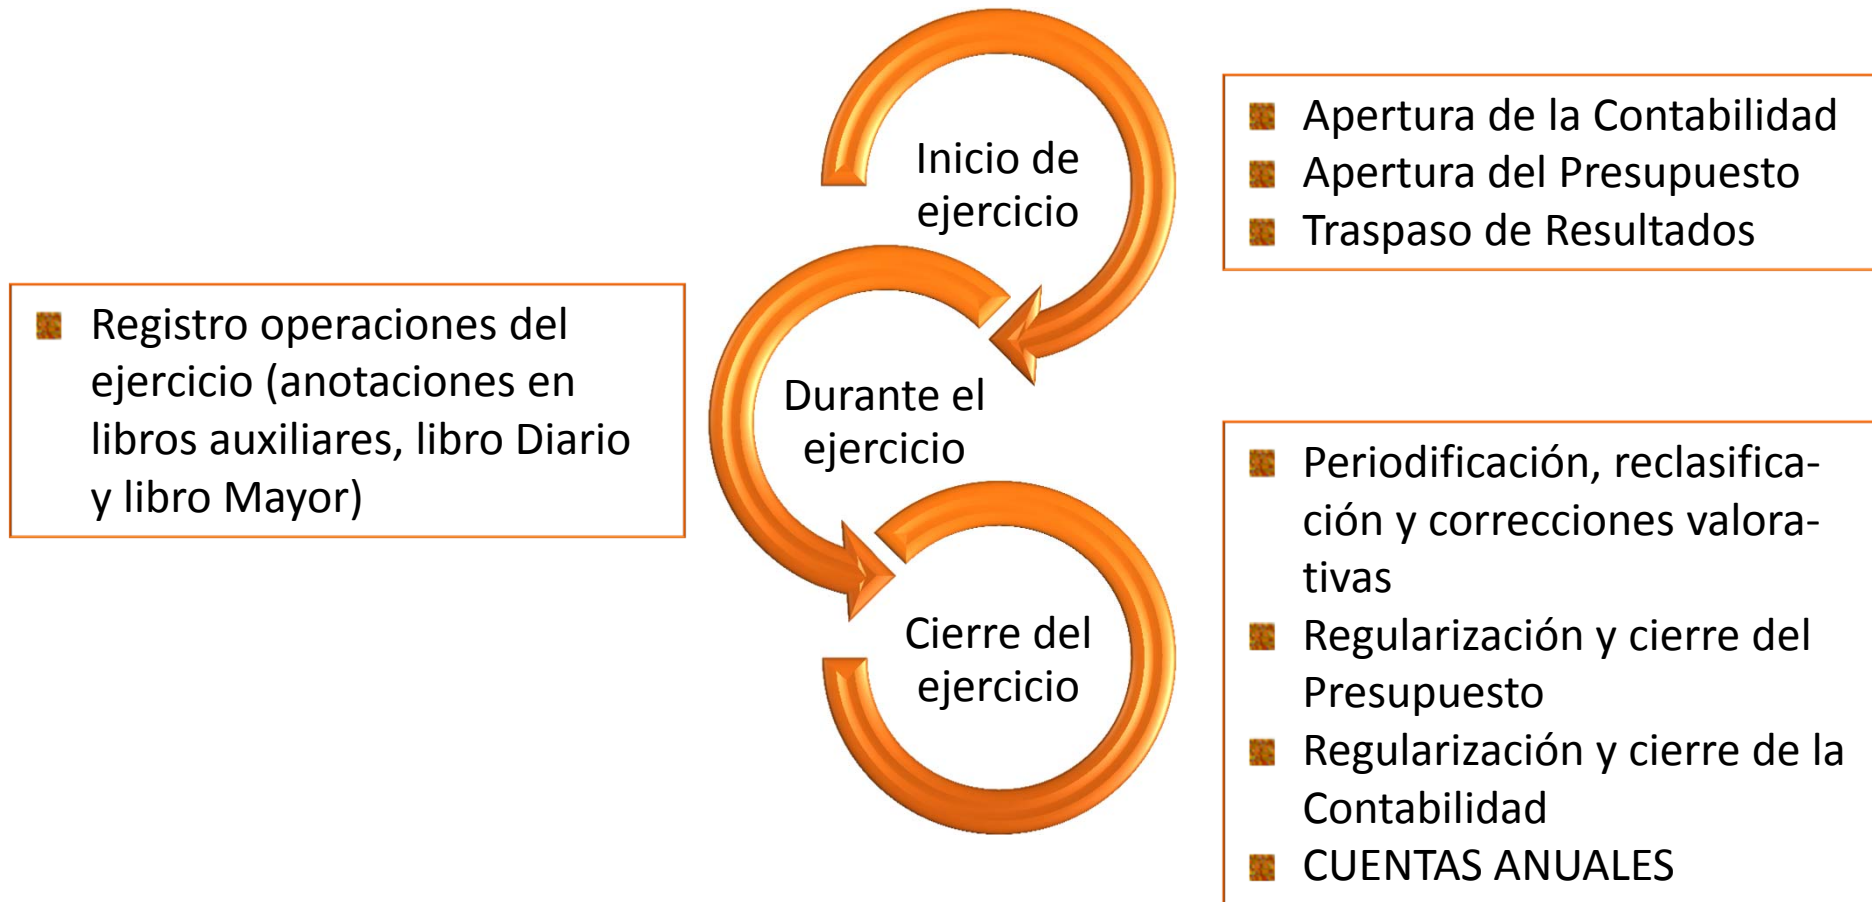 Inicio de
ejercicio
Apertura de la Contabilidad
Apertura del Presupuesto
Traspaso de Resultados
Registro operaciones del
ejercicio (anotaciones en
libros auxiliares, libro Diario
y libro Mayor)
Durante el
ejercicio
Cierre del
ejercicio
Periodificación, reclasifica-
ción y correcciones valora-
tivas
Regularización y cierre del
Presupuesto
Regularización y cierre de la
Contabilidad
CUENTAS ANUALES